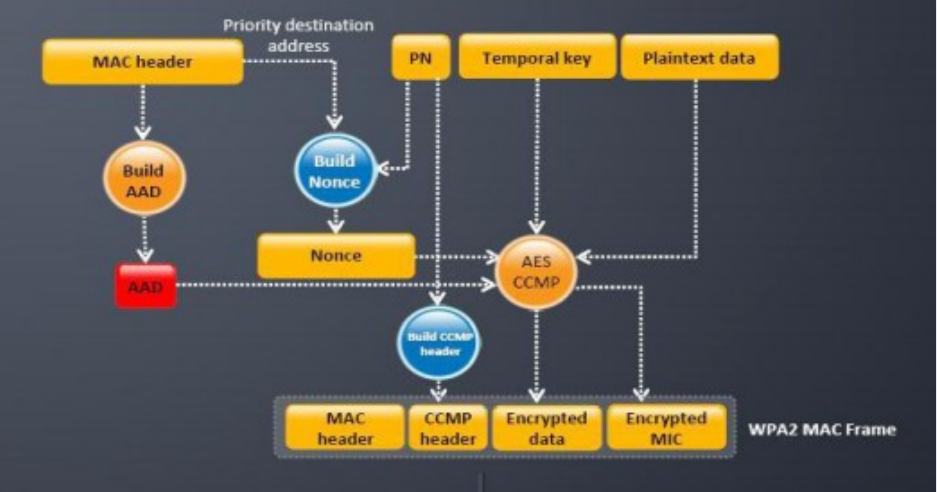 Priority destination
address
MAC header
PN
Temporal key
Plaintext data
Build
AAD
Build
Nonce
Nonce
AES
CCMP
AAD
Build CCMP
header
MAC
header
CCMP
header
Encrypted
data
Encrypted
MIC
WPA2 MAC Frame